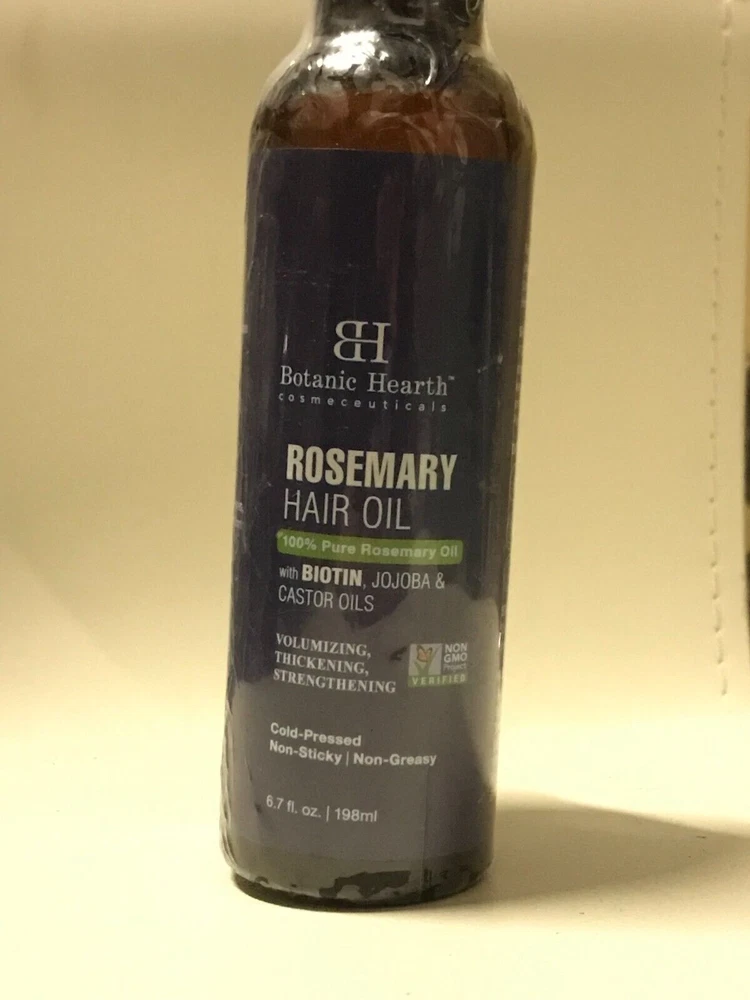 BH
Botanic Hearth™
cosmeceuticals
ROSEMARY
HAIR OIL
100% Pure Rosemary Oil
with BIOTIN, JOJOBA &
CASTOR OILS
VOLUMIZING,
THICKENING,
STRENGTHENING
NON
GMO
Project
VERIFIED
Cold-Pressed
Non-Sticky | Non-Greasy
6.7 fl. oz. | 198ml